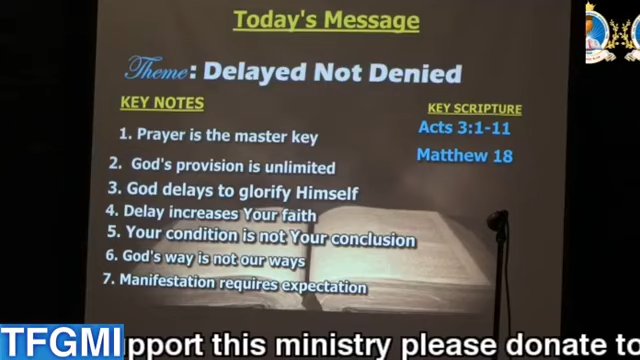 Today's Message
Theme: Delayed Not Denied
KEY NOTES
1. Prayer is the master key
2. God's provision is unlimited
3. God delays to glorify Himself
4. Delay increases Your faith
5. Your condition is not Your conclusion
6. God's way is not our ways
7. Manifestation requires expectation
KEY SCRIPTURE
Acts 3:1-11
Matthew 18
TFGMI pport this ministry please donate to